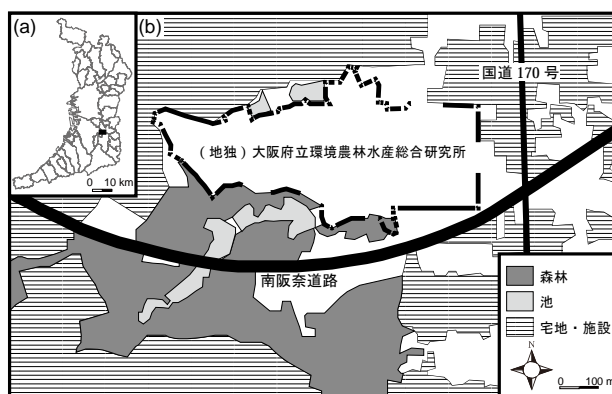 (a)
(b)
0 10 km
国道 170 号
(地独)大阪府立環境農林水産総合研究所
南阪奈道路
森林
池
宅地・施設
N
0 100 m